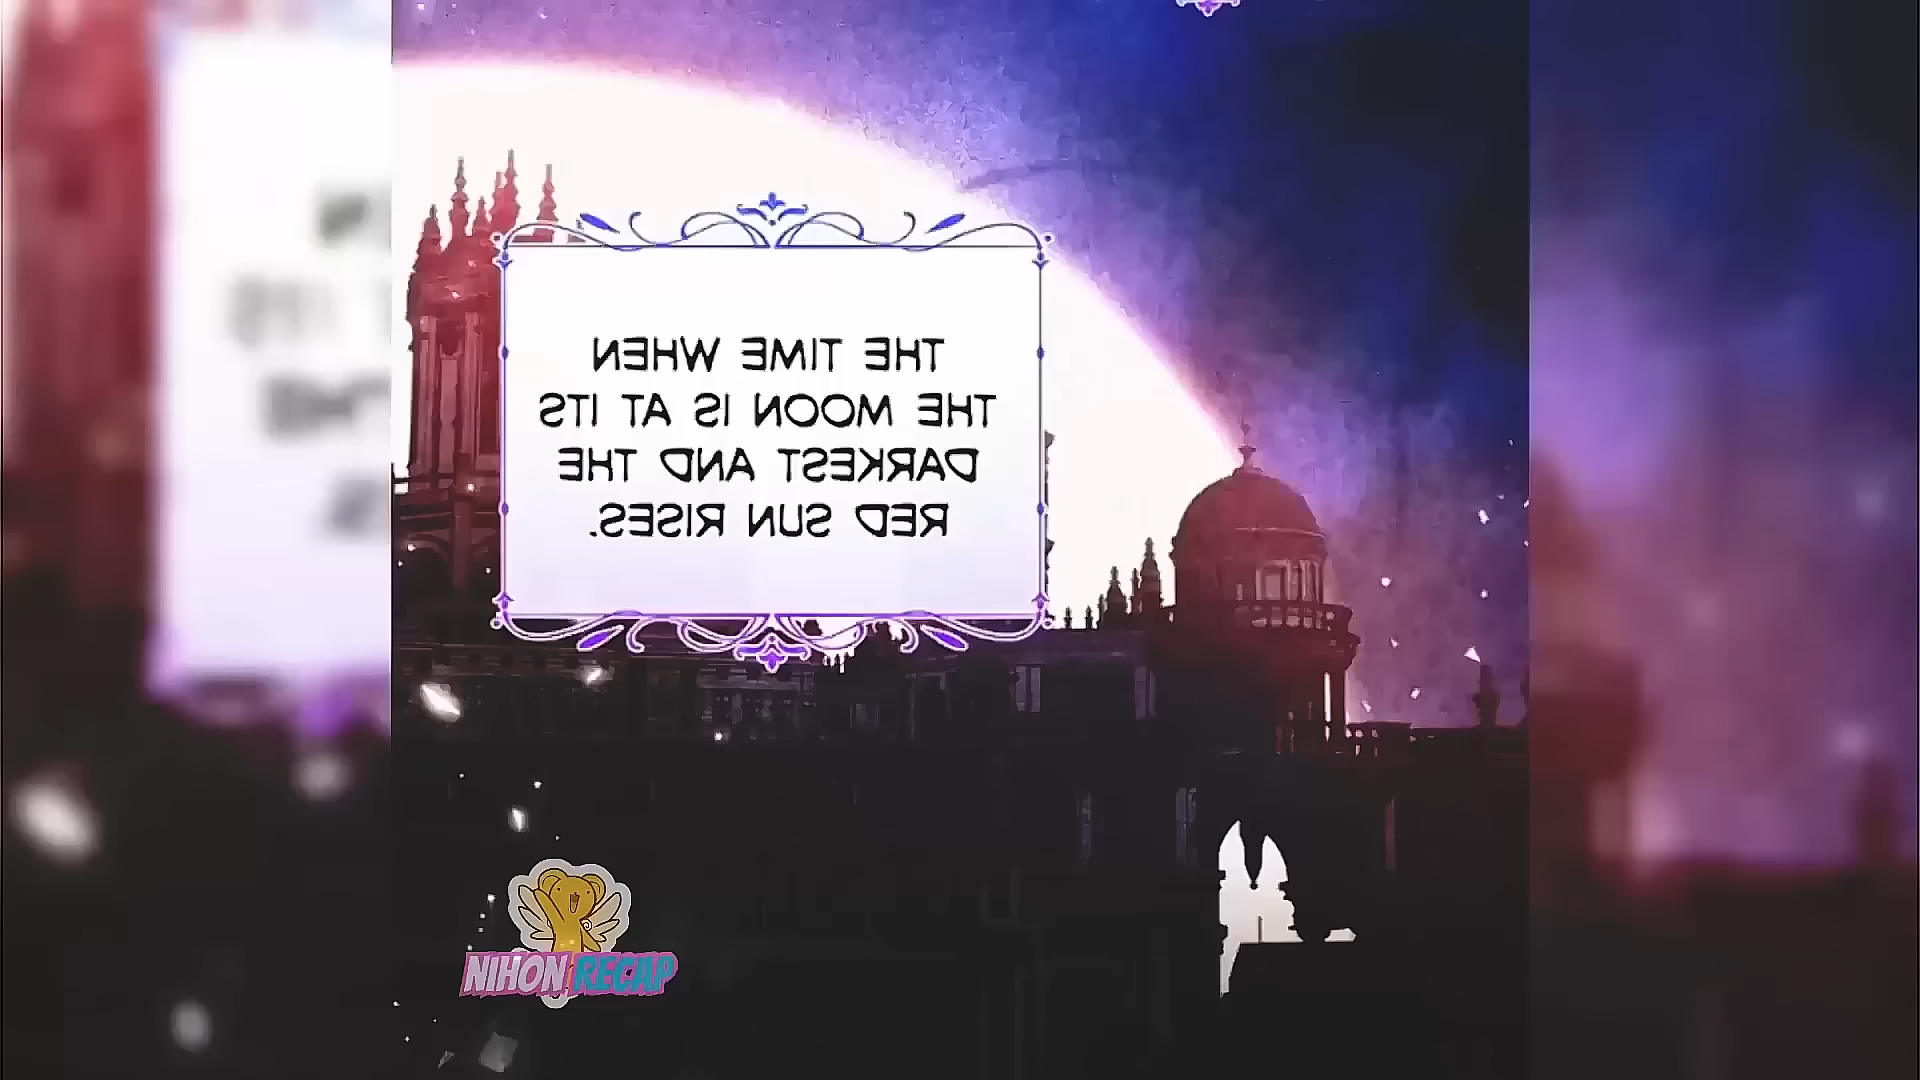 THE TIME WHEN
THE MOON IS AT ITS
DARKEST AND THE
RED SUN RISES.
NIHON RECAP